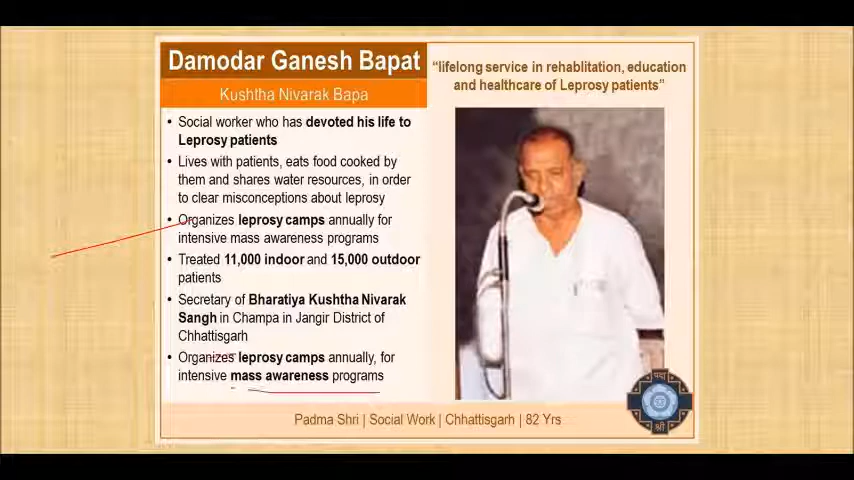 Damodar Ganesh Bapat
Kushtha Nivarak Bapa
"lifelong service in rehablitation, education
and healthcare of Leprosy patients"
• Social worker who has devoted his life to
Leprosy patients
• Lives with patients, eats food cooked by
them and shares water resources, in order
to clear misconceptions about leprosy
• Organizes leprosy camps annually for
intensive mass awareness programs
• Treated 11,000 indoor and 15,000 outdoor
patients
• Secretary of Bharatiya Kushtha Nivarak
Sangh in Champa in Jangir District of
Chhattisgarh
• Organizes leprosy camps annually, for
intensive mass awareness programs
पद्म
श्री
Padma Shri | Social Work | Chhattisgarh | 82 Yrs